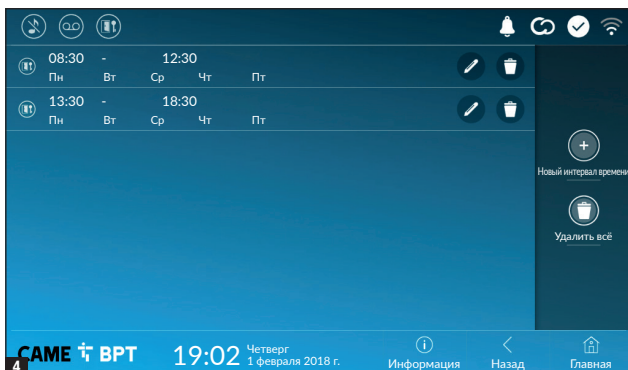 08:30 - 12:30
Пн Вт Ср Чт Пт
13:30 - 18:30
Пн Вт Ср Чт Пт
+
Новый интервал времени
Удалить всё
CAME BPT
19:02
Четверг
1 февраля 2018 г.
Информация
Назад
Главная
4